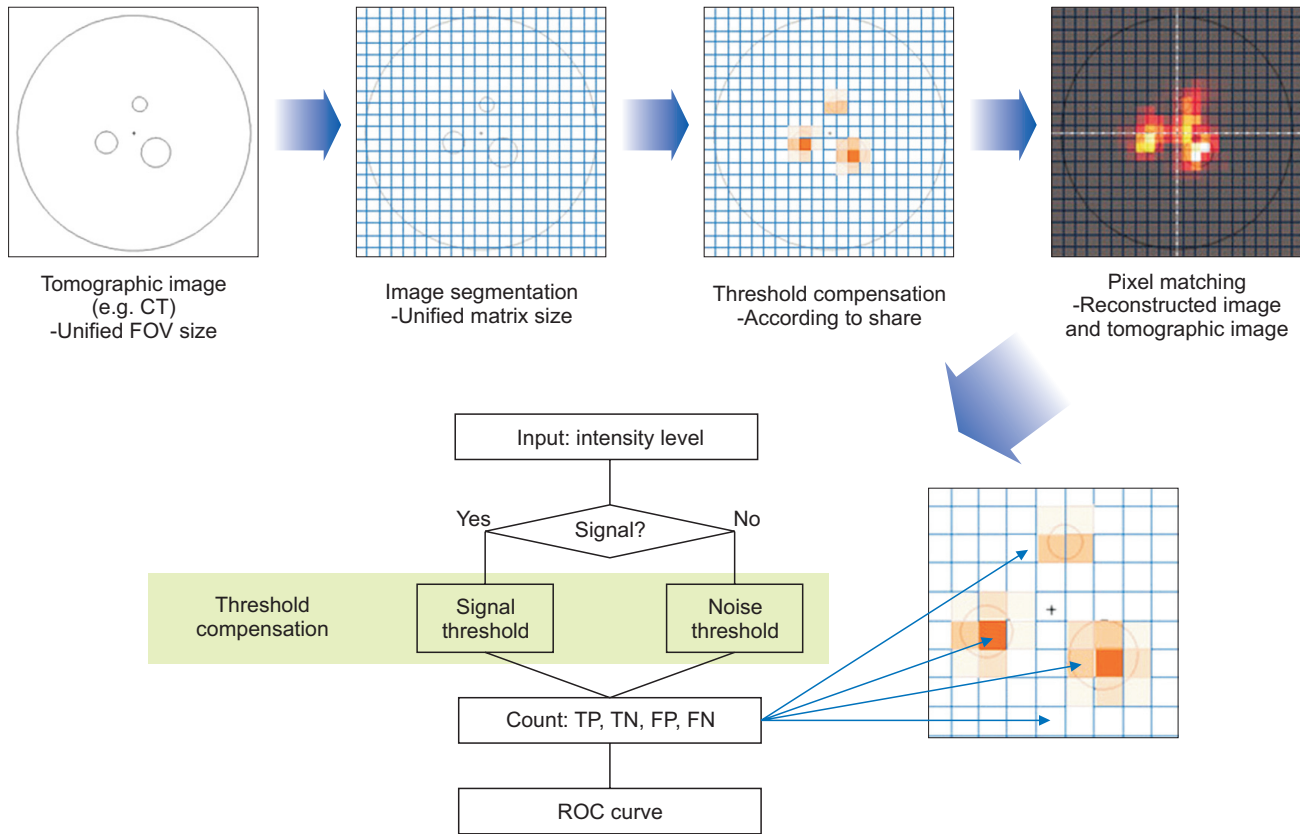 Tomographic image
(e.g. CT)
-Unified FOV size
Image segmentation
-Unified matrix size
Threshold compensation
-According to share
Pixel matching
-Reconstructed image
and tomographic image
Input: intensity level
Yes
Signal?
No
Threshold
compensation
Signal
threshold
Noise
threshold
Count: TP, TN, FP, FN
ROC curve